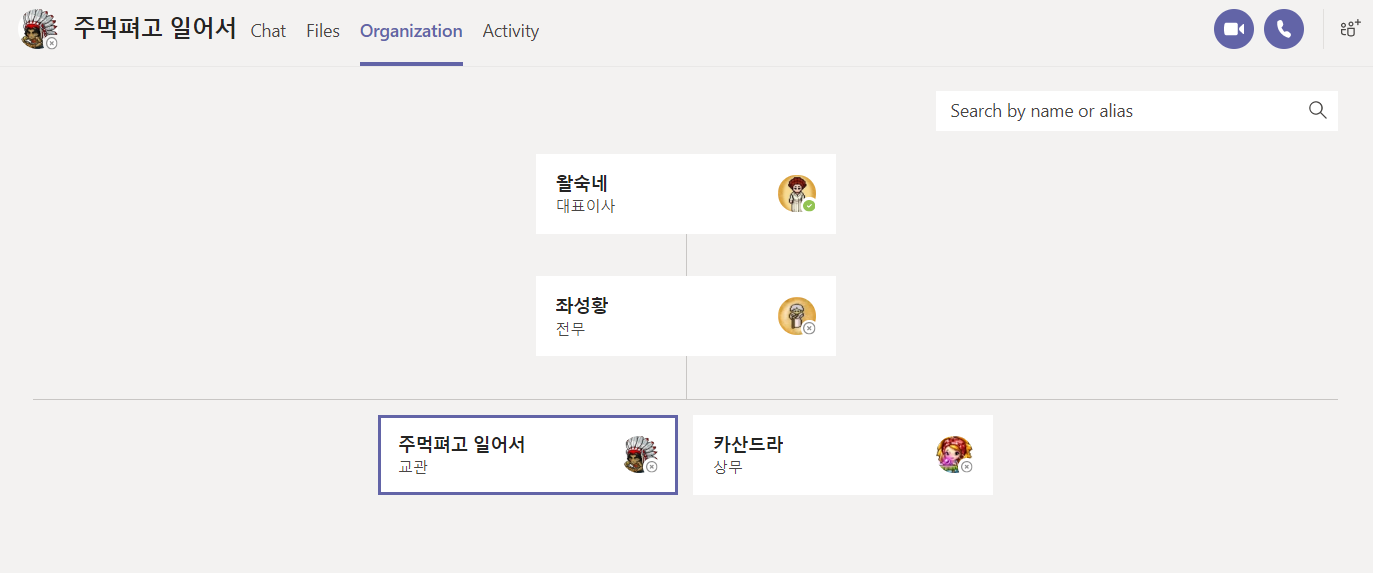 주먹펴고 일어서 Chat Files Organization Activity
Search by name or alias
왈숙네
대표이사
좌성황
전무
주먹펴고 일어서
교관
카산드라
상무